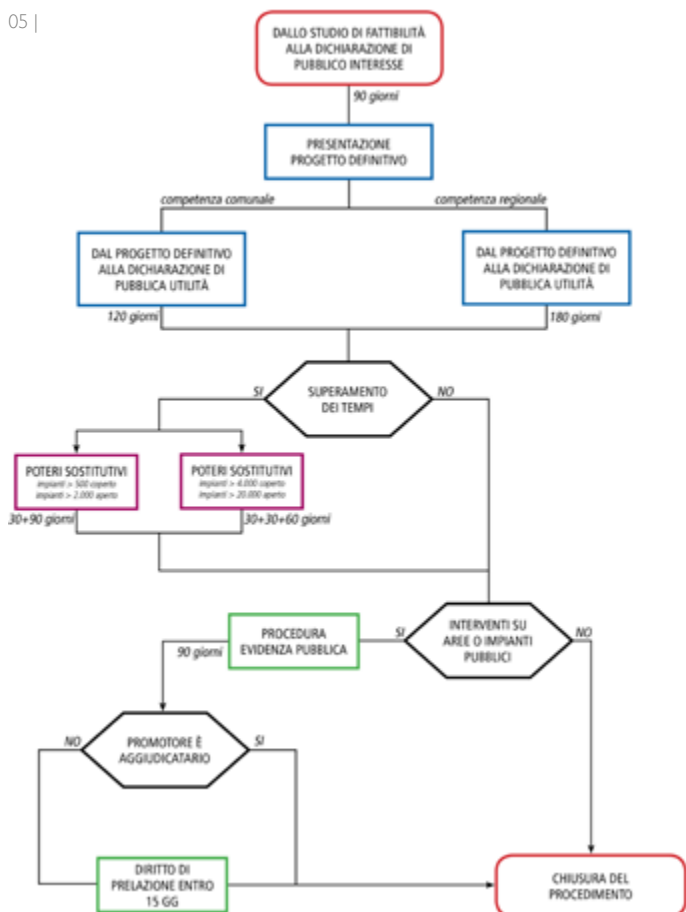 05 |
DALLO STUDIO DI FATTIBILITÀ
ALLA DICHIARAZIONE DI
PUBBLICO INTERESSE
90 giorni
PRESENTAZIONE
PROGETTO DEFINITIVO
competenza comunale
competenza regionale
DAL PROGETTO DEFINITIVO
ALLA DICHIARAZIONE DI
PUBBLICA UTILITÀ
DAL PROGETTO DEFINITIVO
ALLA DICHIARAZIONE DI
PUBBLICA UTILITÀ
120 giorni
180 giorni
SI
SUPERAMENTO
DEI TEMPI
NO
POTERI SOSTITUTIVI
impianti > 500 coperto
impianti > 2.000 aperto
POTERI SOSTITUTIVI
impianti > 4.000 coperto
impianti > 20.000 aperto
30+90 giorni
30+30+60 giorni
PROCEDURA
EVIDENZA PUBBLICA
SI
INTERVENTI SU
AREE O IMPIANTI
PUBBLICI
NO
90 giorni
NO
PROMOTORE È
AGGIUDICATARIO
SI
DIRITTO DI
PRELAZIONE ENTRO
15 GG
CHIUSURA DEL
PROCEDIMENTO